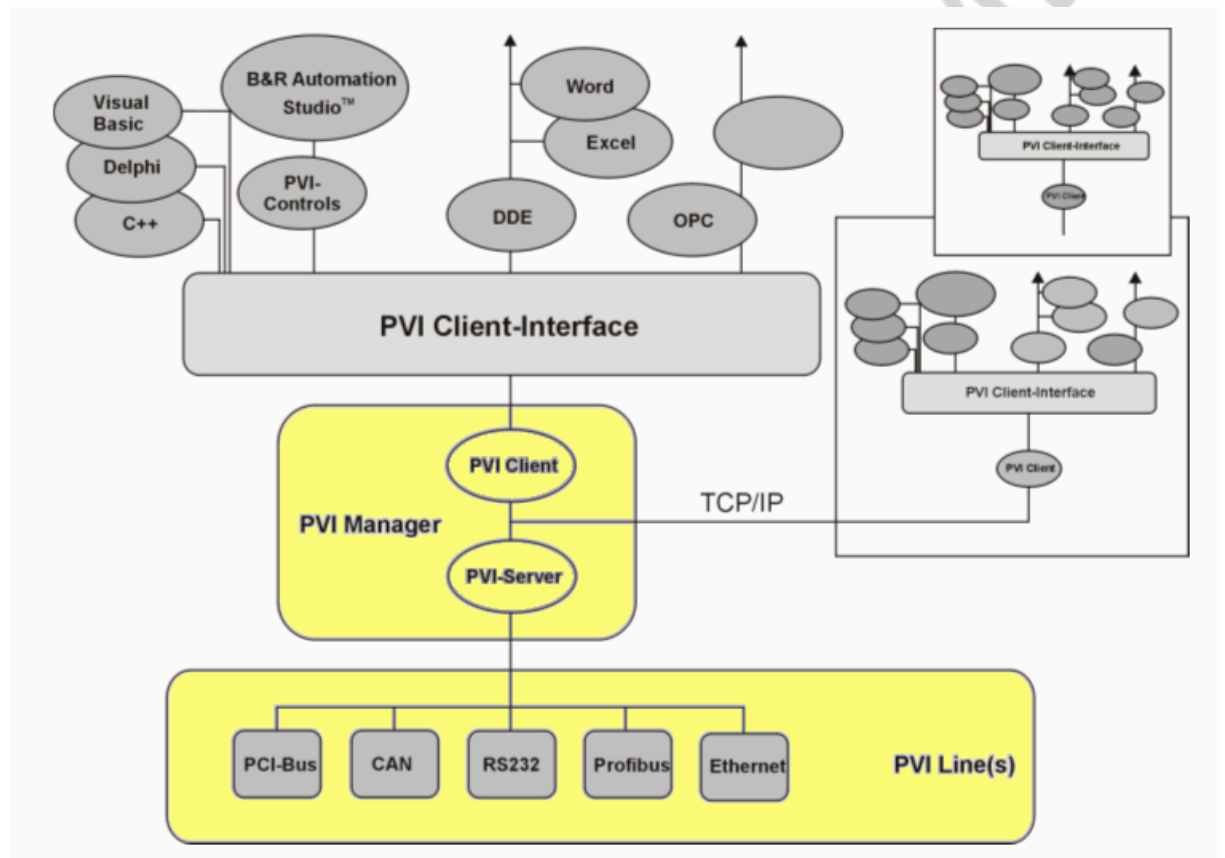 B&R Automation
Studio™
Visual
Basic
Delphi
C++
PVI-
Controls
Word
Excel
DDE
OPC
PVI Client-Interface
PVI Client-Interface
PVI Client
PVI Client-Interface
PVI Client
PVI Client
PVI Manager
TCP/IP
PVI-Server
PCI-Bus
CAN
RS232
Profibus
Ethernet
PVI Line(s)